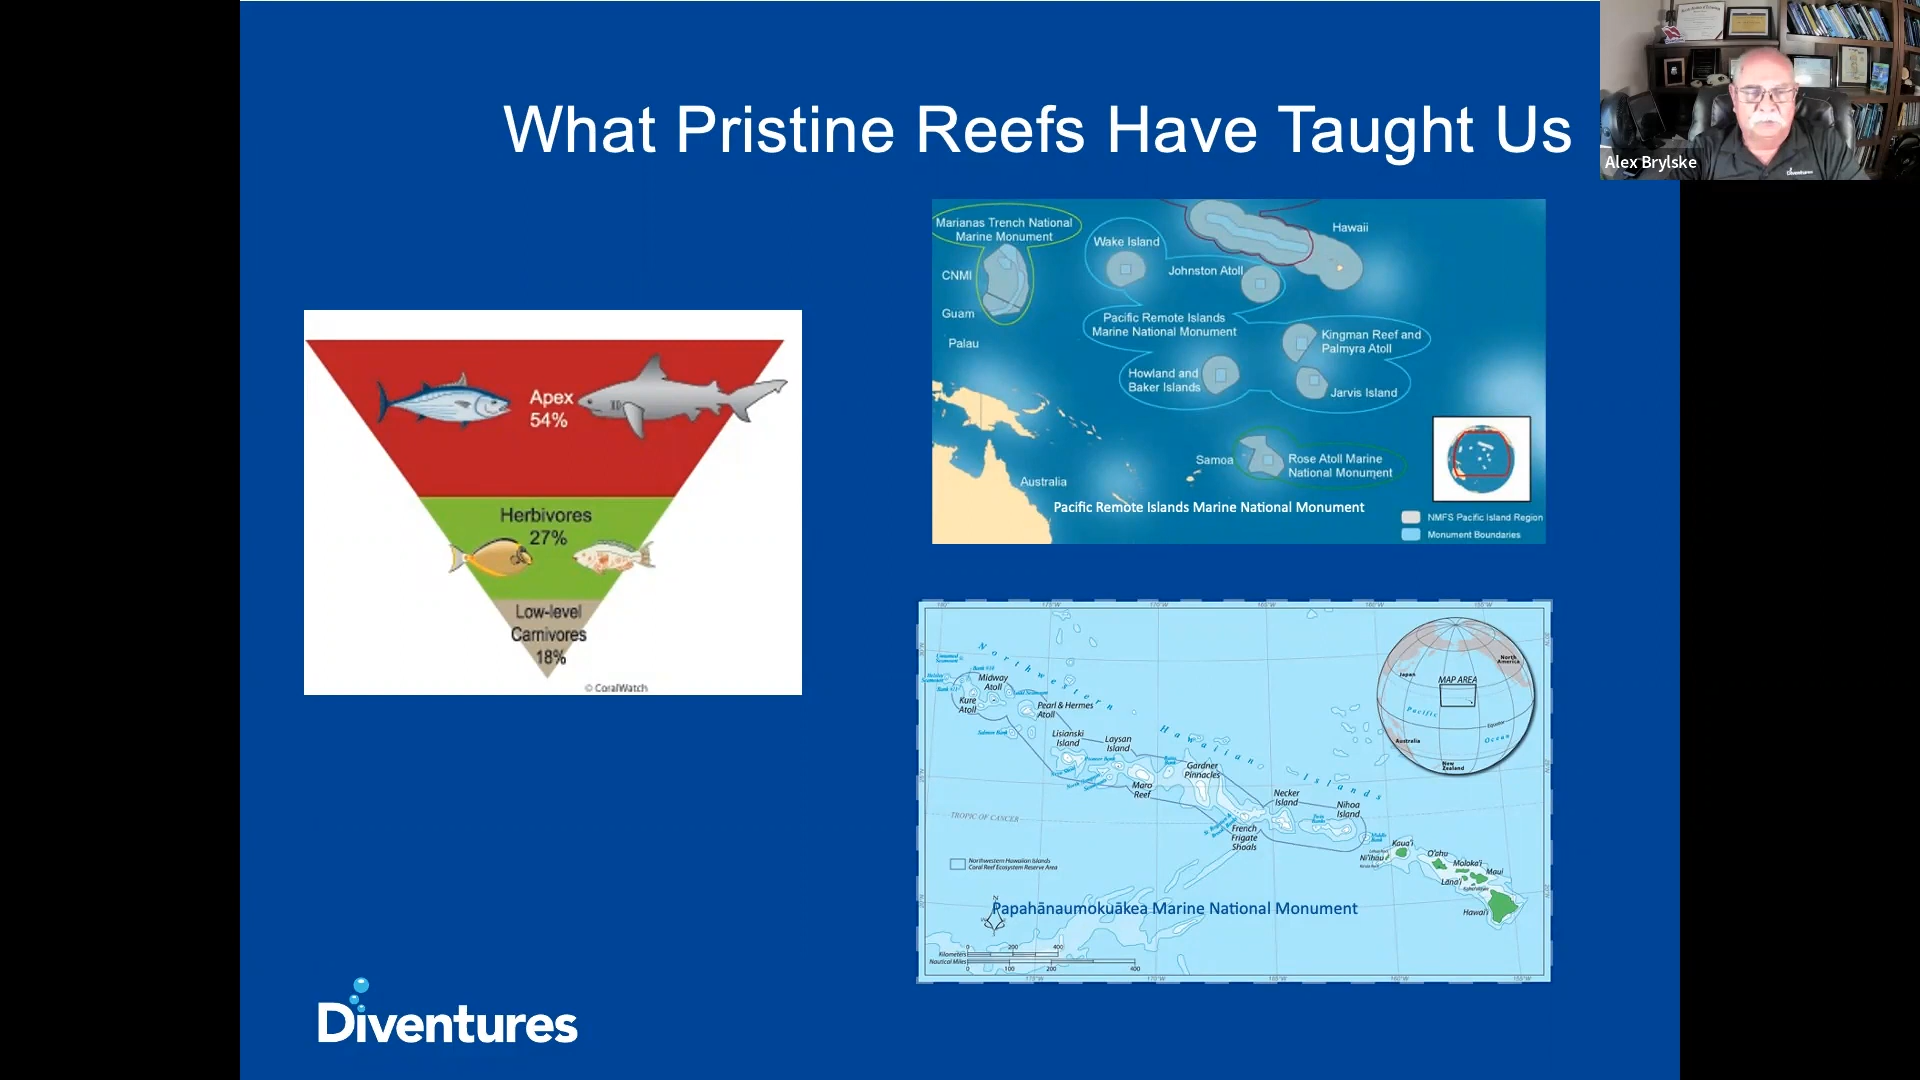 What Pristine Reefs Have Taught Us
Alex Brylske
Diventures
Apex
54%
Herbivores
27%
Low-level
Carnivores
18%
© CoralWatch
Marianas Trench National
Marine Monument
CNMI
Guam
Palau
Wake Island
Johnston Atoll
Hawaii
Pacific Remote Islands
Marine National Monument
Kingman Reef and
Palmyra Atoll
Howland and
Baker Islands
Jarvis Island
Samoa
Rose Atoll Marine
National Monument
Australia
Pacific Remote Islands Marine National Monument
NMFS Pacific Island Region
Monument Boundaries
Northwestern Hawaiian Islands
Midway
Atoll
Kure
Atoll
Pearl & Hermes
Atoll
Salmon Bank
Lisianski
Island
Laysan
Island
Pioneer Bank
Maro
Reef
Gardner
Pinnacles
Necker
Island
Nihoa
Island
French
Frigate
Shoals
Middle
Bank
Kaua'i
Ni'ihau
O'ahu
Moloka'i
Lāna'i
Maui
Hawai'i
TROPIC OF CANCER
Northwestern Hawaiian Islands
Coral Reef Ecosystem Reserve Area
N
Papahānaumokuākea Marine National Monument
0 200 400
Kilometers
Nautical Miles
0 100 200 400
MAP AREA
North
America
Japan
Pacific
Equator
Ocean
Australia
New
Zealand
Diventures